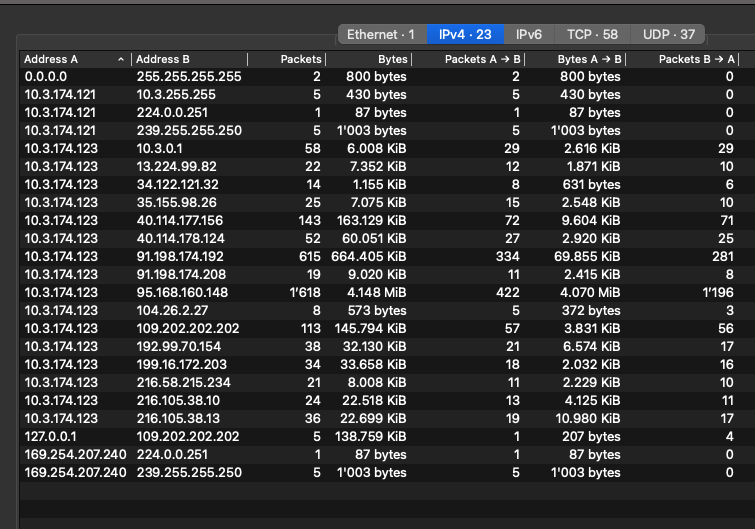 Ethernet · 1 IPv4 · 23 IPv6 TCP · 58 UDP · 37
Address A Address B Packets Bytes Packets A → B Bytes A → B Packets B → A
0.0.0.0 255.255.255.255 2 800 bytes 2 800 bytes 0
10.3.174.121 10.3.255.255 5 430 bytes 5 430 bytes 0
10.3.174.121 224.0.0.251 1 87 bytes 1 87 bytes 0
10.3.174.121 239.255.255.250 5 1'003 bytes 5 1'003 bytes 0
10.3.174.123 10.3.0.1 58 6.008 KiB 29 2.616 KiB 29
10.3.174.123 13.224.99.82 22 7.352 KiB 12 1.871 KiB 10
10.3.174.123 34.122.121.32 14 1.155 KiB 8 631 bytes 6
10.3.174.123 35.155.98.26 25 7.075 KiB 15 2.548 KiB 10
10.3.174.123 40.114.177.156 143 163.129 KiB 72 9.604 KiB 71
10.3.174.123 40.114.178.124 52 60.051 KiB 27 2.920 KiB 25
10.3.174.123 91.198.174.192 615 664.405 KiB 334 69.855 KiB 281
10.3.174.123 91.198.174.208 19 9.020 KiB 11 2.415 KiB 8
10.3.174.123 95.168.160.148 1'618 4.148 MiB 422 4.070 MiB 1'196
10.3.174.123 104.26.2.27 8 573 bytes 5 372 bytes 3
10.3.174.123 109.202.202.202 113 145.794 KiB 57 3.831 KiB 56
10.3.174.123 192.99.70.154 38 32.130 KiB 21 6.574 KiB 17
10.3.174.123 199.16.172.203 34 33.658 KiB 18 2.032 KiB 16
10.3.174.123 216.58.215.234 21 8.008 KiB 11 2.229 KiB 10
10.3.174.123 216.105.38.10 24 22.518 KiB 13 4.125 KiB 11
10.3.174.123 216.105.38.13 36 22.699 KiB 19 10.980 KiB 17
127.0.0.1 109.202.202.202 5 138.759 KiB 1 207 bytes 4
169.254.207.240 224.0.0.251 1 87 bytes 1 87 bytes 0
169.254.207.240 239.255.255.250 5 1'003 bytes 5 1'003 bytes 0